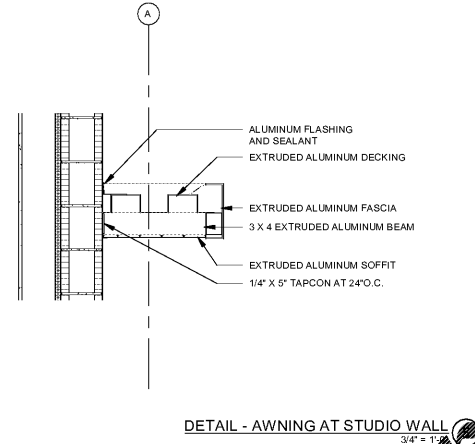 A
ALUMINUM FLASHING
AND SEALANT
EXTRUDED ALUMINUM DECKING
EXTRUDED ALUMINUM FASCIA
3 X 4 EXTRUDED ALUMINUM BEAM
EXTRUDED ALUMINUM SOFFIT
1/4" X 5" TAPCON AT 24"O.C.
DETAIL - AWNING AT STUDIO WALL
3/4" =